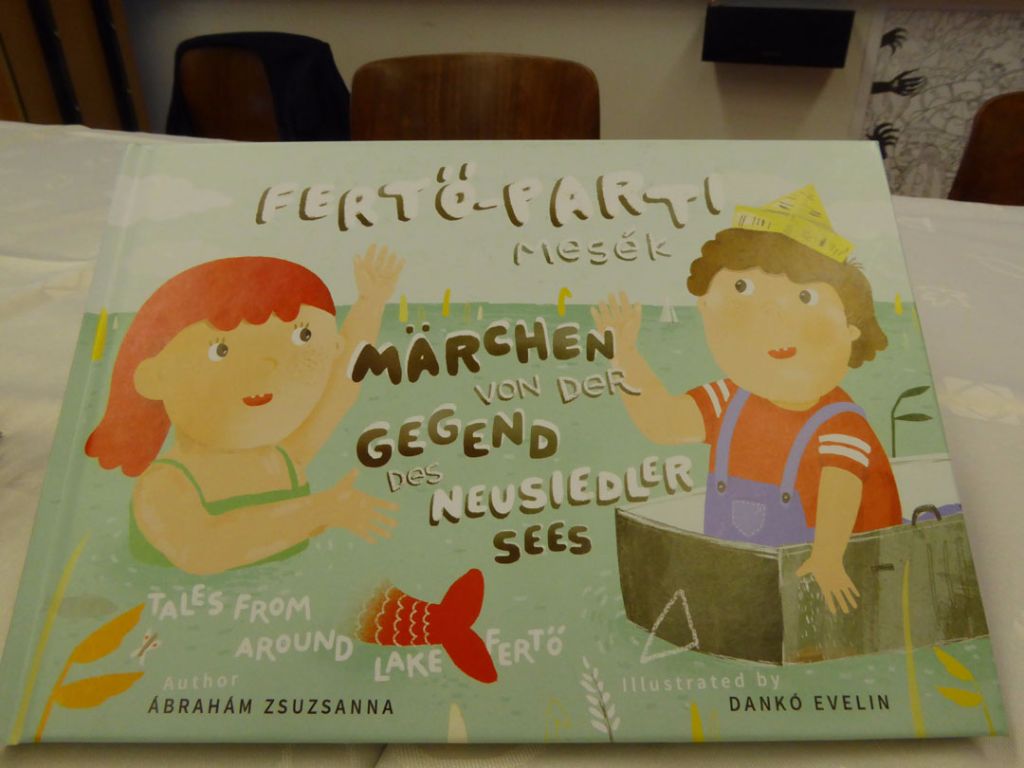 FERTŐ-PARTI
MESÉK
MÄRCHEN
VON DER
GEGEND
DES
NEUSIEDLER
SEES
TALES FROM
AROUND
LAKE FERTŐ
Author
ÁBRAHÁM ZSUZSANNA
Illustrated by
DANKÓ EVELIN